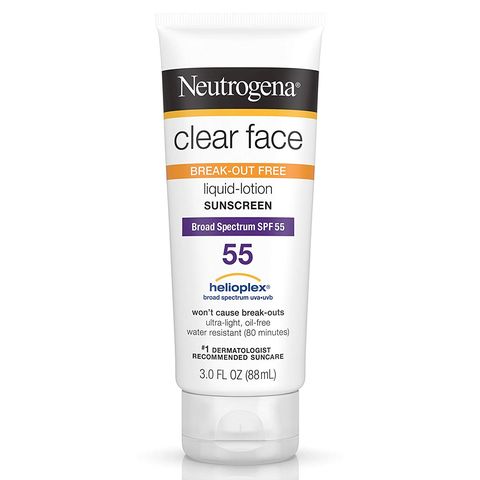 Neutrogena®
clear face
BREAK-OUT FREE
liquid-lotion
SUNSCREEN
Broad Spectrum SPF 55
55
helioplex®
broad spectrum uva•uvb
won't cause break-outs
ultra-light, oil-free
water resistant (80 minutes)
#1 DERMATOLOGIST
RECOMMENDED SUNCARE
3.0 FL OZ (88mL)